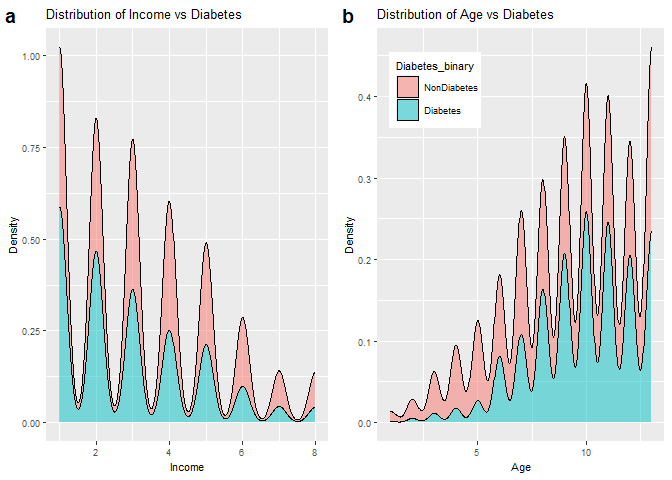 a
Distribution of Income vs Diabetes
1.00
0.75
0.50
0.25
0.00
Density
2
4
6
8
Income
b
Distribution of Age vs Diabetes
Diabetes_binary
NonDiabetes
Diabetes
0.4
0.3
0.2
0.1
0.0
Density
5
10
Age